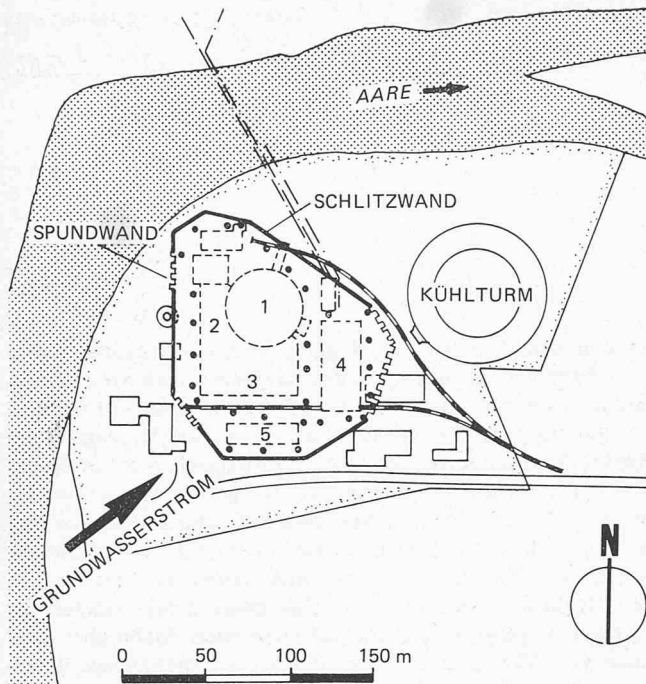 AARE
SCHLITZWAND
SPUNDWAND
KÜHLTURM
1
2
4
3
5
GRUNDWASSERSTROM
N
0 50 100 150 m